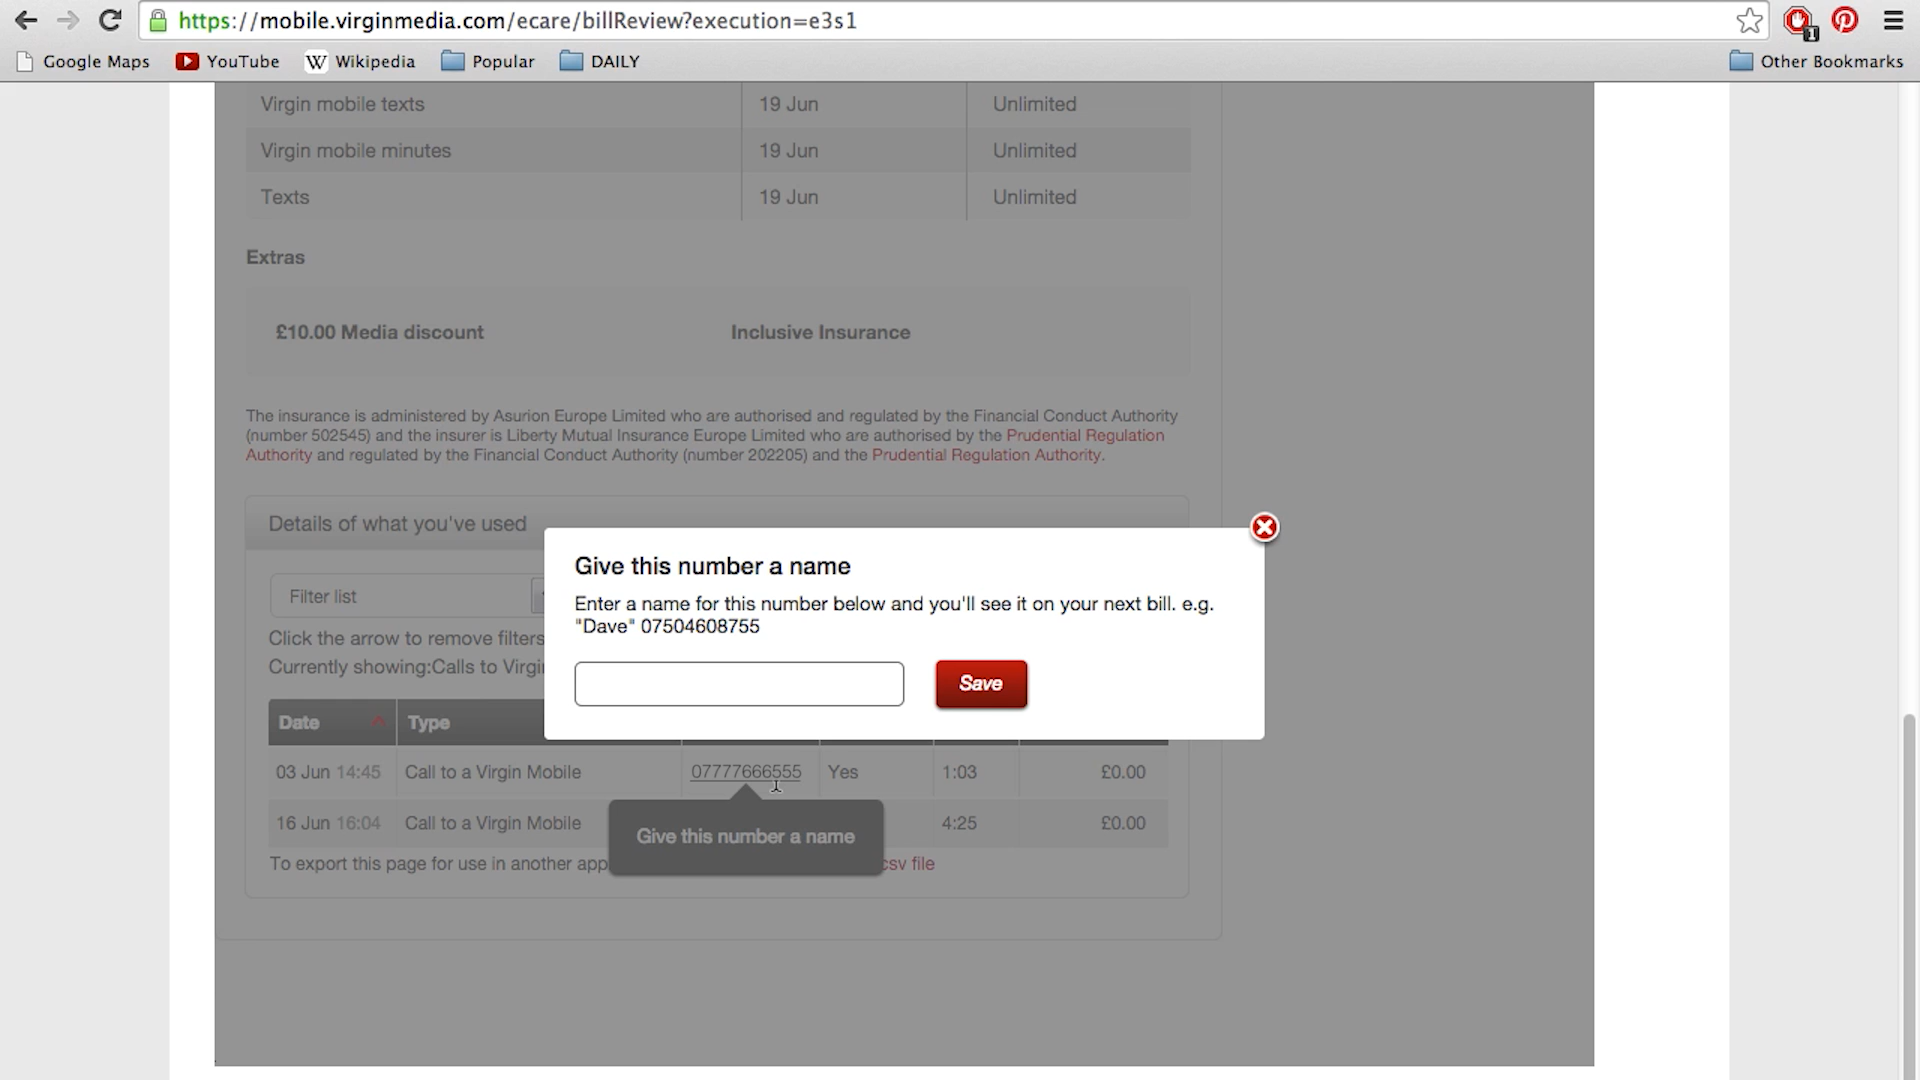 https://mobile.virginmedia.com/ecare/billReview?execution=e3s1
1
Google Maps YouTube W Wikipedia Popular DAILY Other Bookmarks
Virgin mobile texts 19 Jun Unlimited
Virgin mobile minutes 19 Jun Unlimited
Texts 19 Jun Unlimited
Extras
£10.00 Media discount Inclusive Insurance
The insurance is administered by Asurion Europe Limited who are authorised and regulated by the Financial Conduct Authority
(number 502545) and the insurer is Liberty Mutual Insurance Europe Limited who are authorised by the Prudential Regulation
Authority and regulated by the Financial Conduct Authority (number 202205) and the Prudential Regulation Authority.
Details of what you've used
Give this number a name
Enter a name for this number below and you'll see it on your next bill. e.g.
"Dave" 07504608755
Save
Filter list
Click the arrow to remove filters
Currently showing:Calls to Virgi
Date Type
03 Jun 14:45 Call to a Virgin Mobile 07777666555 Yes 1:03 £0.00
16 Jun 16:04 Call to a Virgin Mobile 4:25 £0.00
Give this number a name
To export this page for use in another app csv file